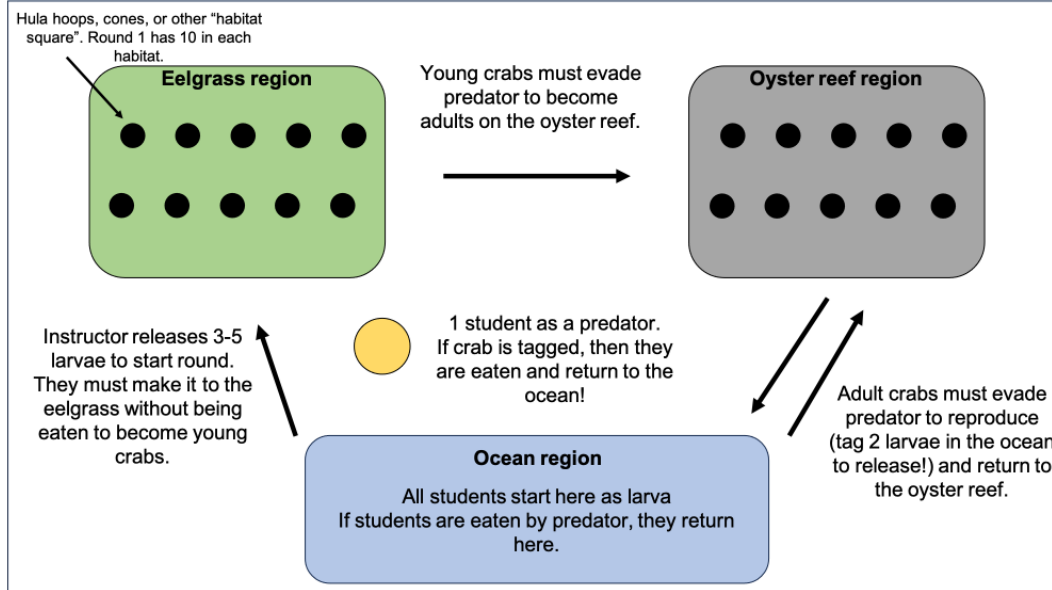 Hula hoops, cones, or other “habitat
square”. Round 1 has 10 in each
habitat.
Eelgrass region
Young crabs must evade
predator to become
adults on the oyster reef.
Oyster reef region
Instructor releases 3-5
larvae to start round.
They must make it to the
eelgrass without being
eaten to become young
crabs.
1 student as a predator.
If crab is tagged, then they
are eaten and return to the
ocean!
Adult crabs must evade
predator to reproduce
(tag 2 larvae in the ocean
to release!) and return to
the oyster reef.
Ocean region
All students start here as larva
If students are eaten by predator, they return
here.